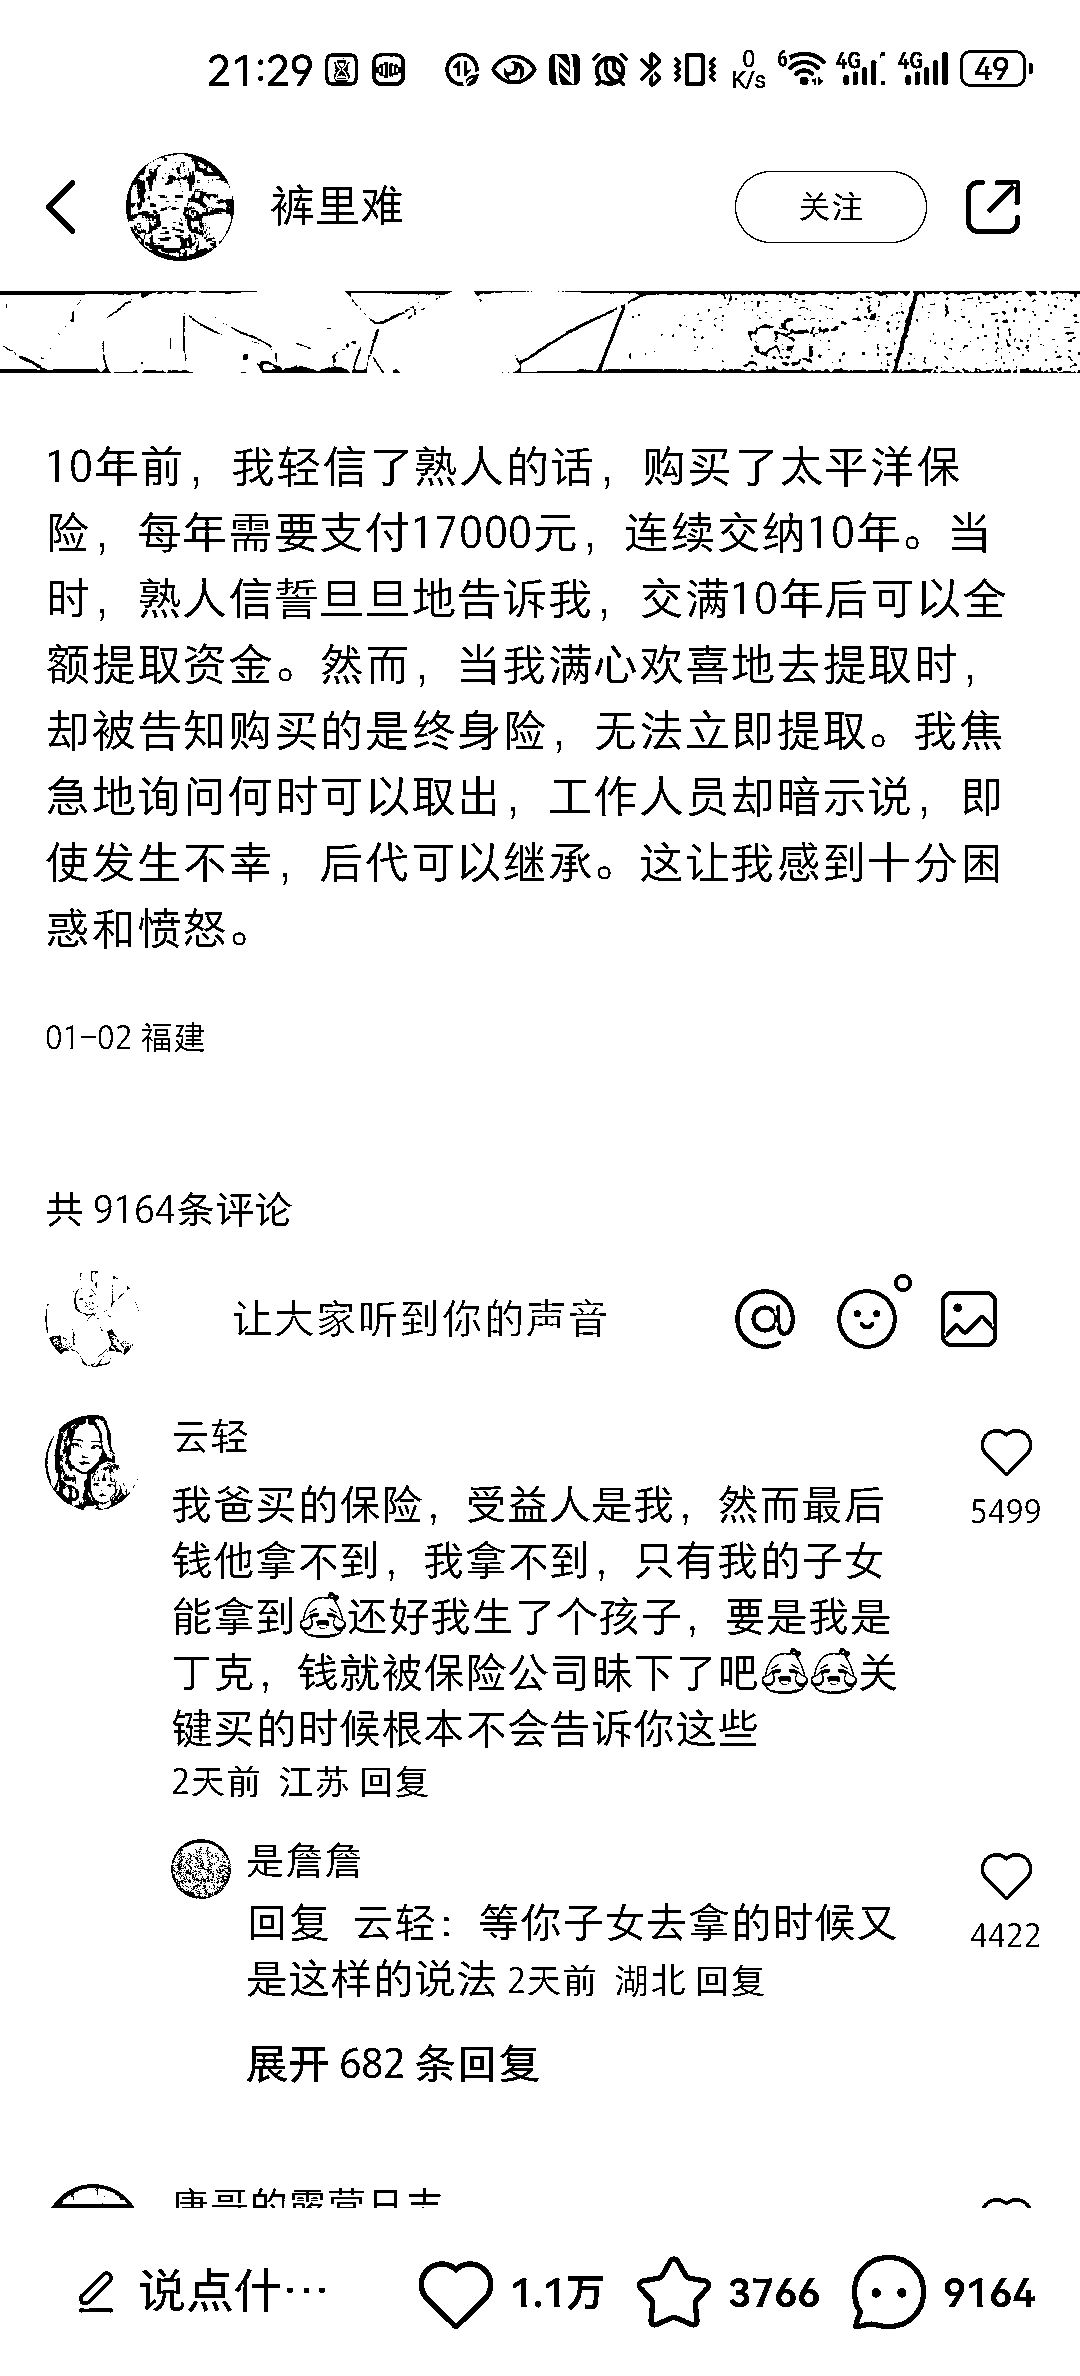 21:29 0 K/s 6 4G 4G 49
裤里难 关注
10年前，我轻信了熟人的话，购买了太平洋保
险，每年需要支付17000元，连续交纳10年。当
时，熟人信誓旦旦地告诉我，交满10年后可以全
额提取资金。然而，当我满心欢喜地去提取时，
却被告知购买的是终身险，无法立即提取。我焦
急地询问何时可以取出，工作人员却暗示说，即
使发生不幸，后代可以继承。这让我感到十分困
惑和愤怒。
01-02 福建
共 9164条评论
让大家听到你的声音
云轻
我爸买的保险，受益人是我，然而最后
钱他拿不到，我拿不到，只有我的子女
能拿到😂还好我生了个孩子，要是我是
丁克，钱就被保险公司昧下了吧😂😂关
键买的时候根本不会告诉你这些
5499
2天前 江苏 回复
是詹詹
回复 云轻：等你子女去拿的时候又
是这样的说法 2天前 湖北 回复
4422
展开 682 条回复
唐哥的露营日志
说点什… 1.1万 3766 9164